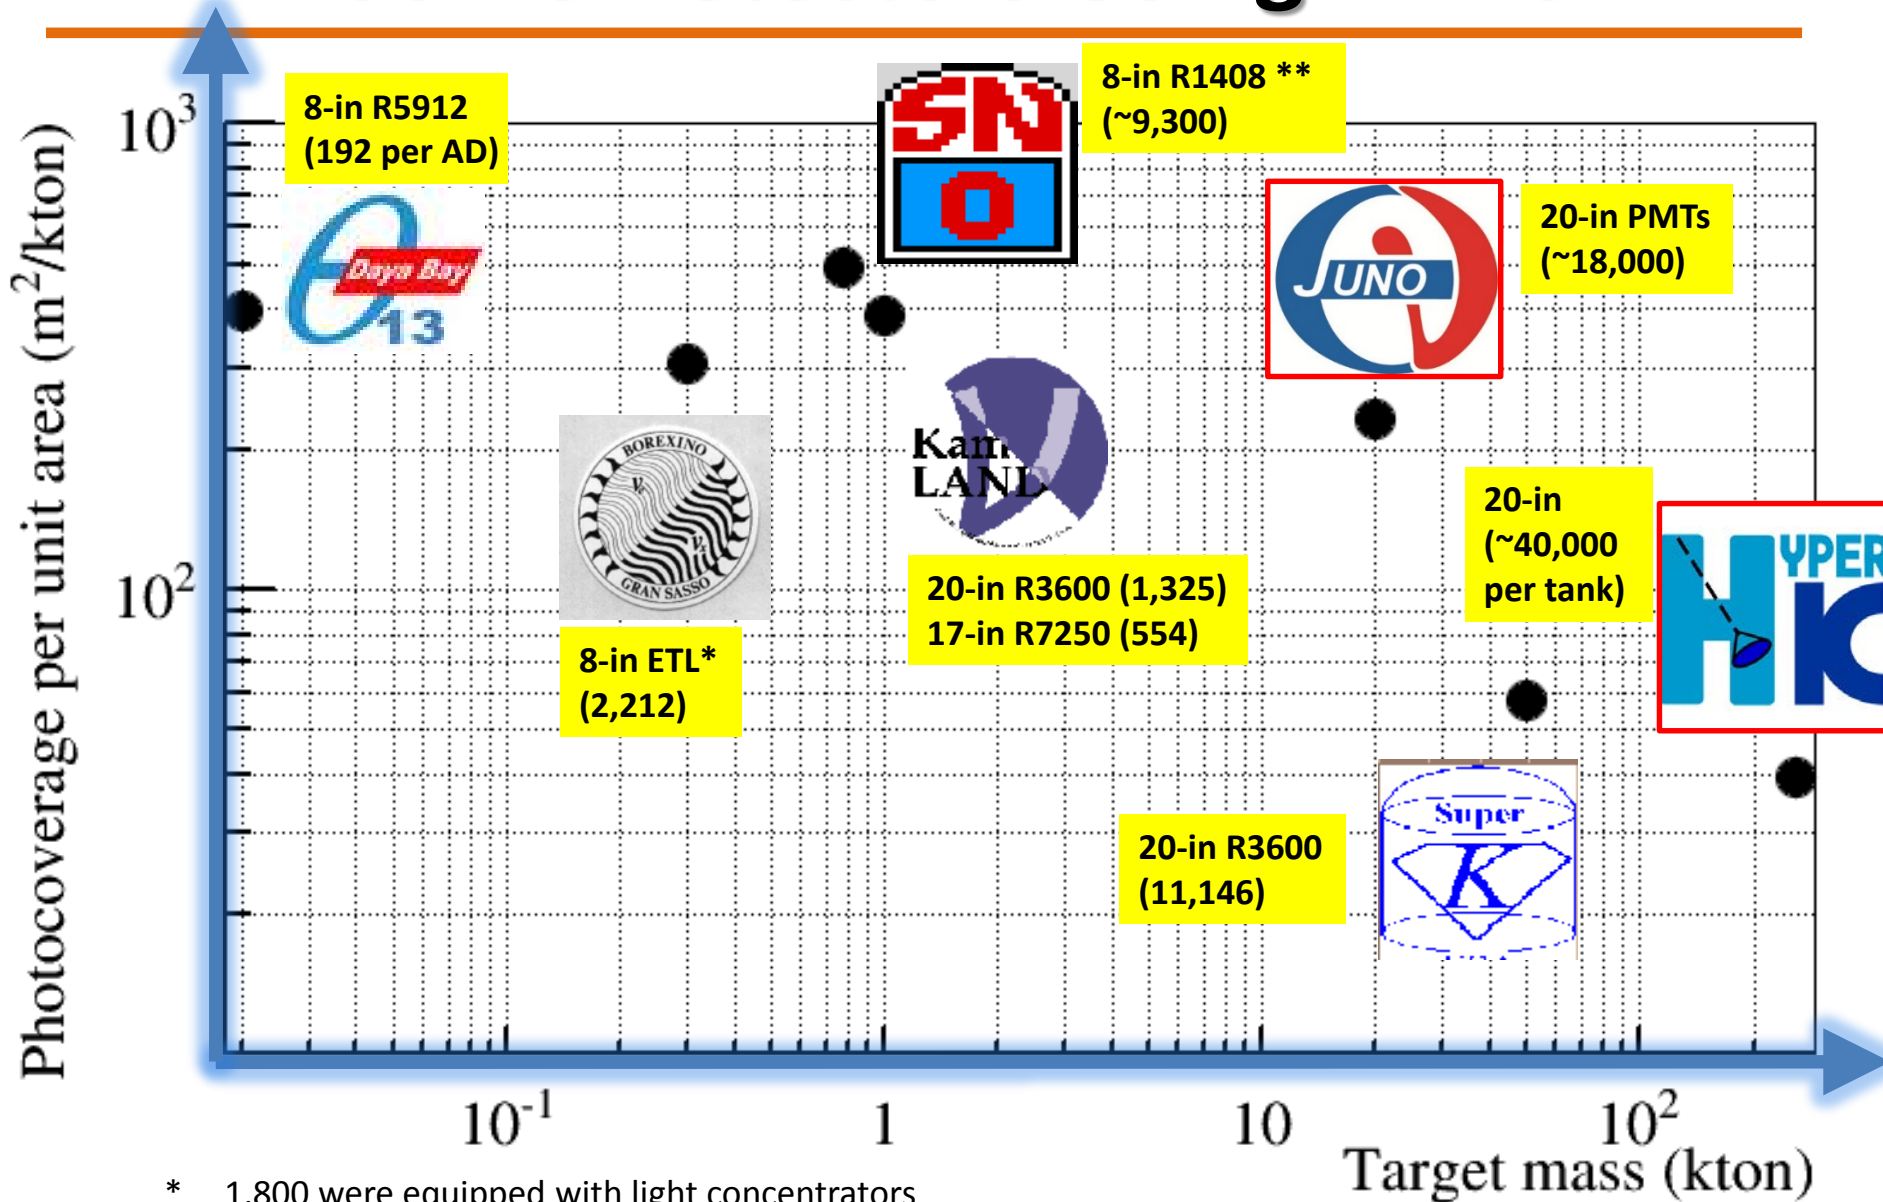 8-in R5912
(192 per AD)
Daya Bay
13
SN
O
8-in R1408 **
(~9,300)
JUNO
20-in PMTs
(~18,000)
BOREXINO
GRAN SASSO
8-in ETL*
(2,212)
Kam
LAND
20-in R3600 (1,325)
17-in R7250 (554)
20-in
(~40,000
per tank)
HYPER
K
Super
K
20-in R3600
(11,146)
Photocoverage per unit area (m²/kton)
10³
10²
10⁻¹
1
10
10²
Target mass (kton)
* 1,800 were equipped with light concentrators